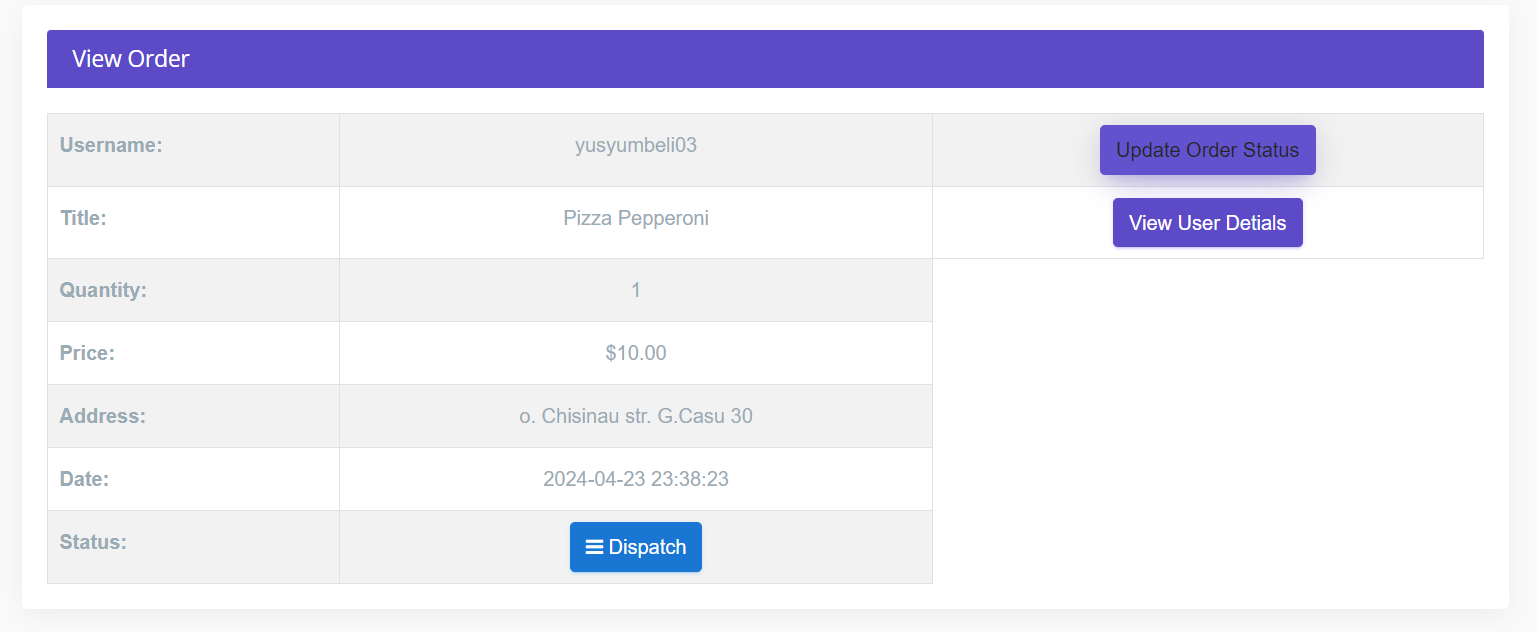 View Order
Username: yusyumbeli03 Update Order Status
Title: Pizza Pepperoni View User Detials
Quantity: 1
Price: $10.00
Address: o. Chisinau str. G.Casu 30
Date: 2024-04-23 23:38:23
Status: Dispatch